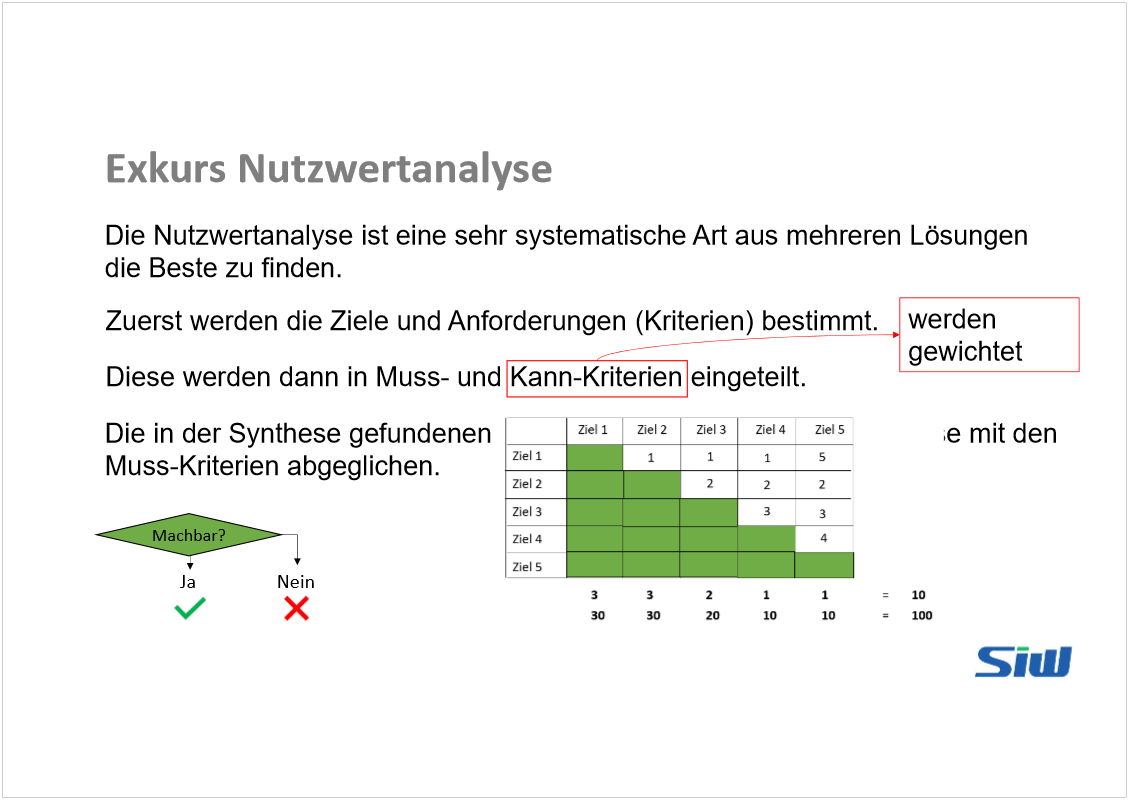 Exkurs Nutzwertanalyse
Die Nutzwertanalyse ist eine sehr systematische Art aus mehreren Lösungen
die Beste zu finden.
Zuerst werden die Ziele und Anforderungen (Kriterien) bestimmt.
werden
gewichtet
Diese werden dann in Muss- und Kann-Kriterien eingeteilt.
Die in der Synthese gefundenen
mit den
Muss-Kriterien abgeglichen.
Ziel 1 Ziel 2 Ziel 3 Ziel 4 Ziel 5
Ziel 1 1 1 1 5
Ziel 2 2 2 2
Ziel 3 3 3
Ziel 4 4
Ziel 5
3 3 2 1 1 = 10
30 30 20 10 10 = 100
Machbar?
Ja Nein
Siw